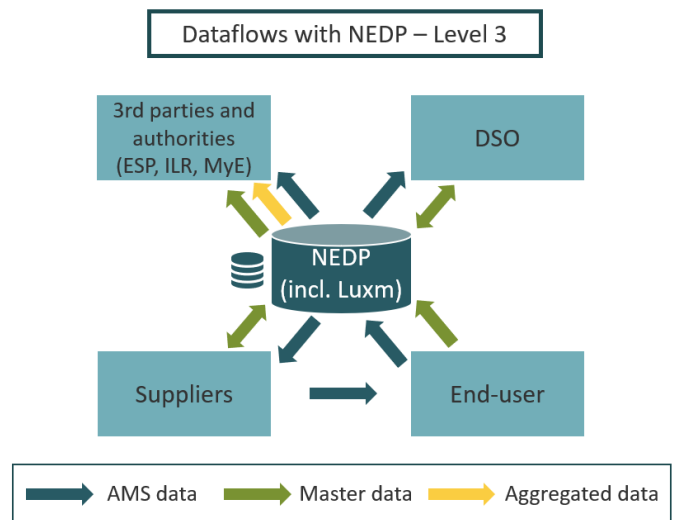 Dataflows with NEDP – Level 3
3rd parties and
authorities
(ESP, ILR, MyE)
DSO
NEDP
(incl. Luxm)
Suppliers
End-user
AMS data
Master data
Aggregated data